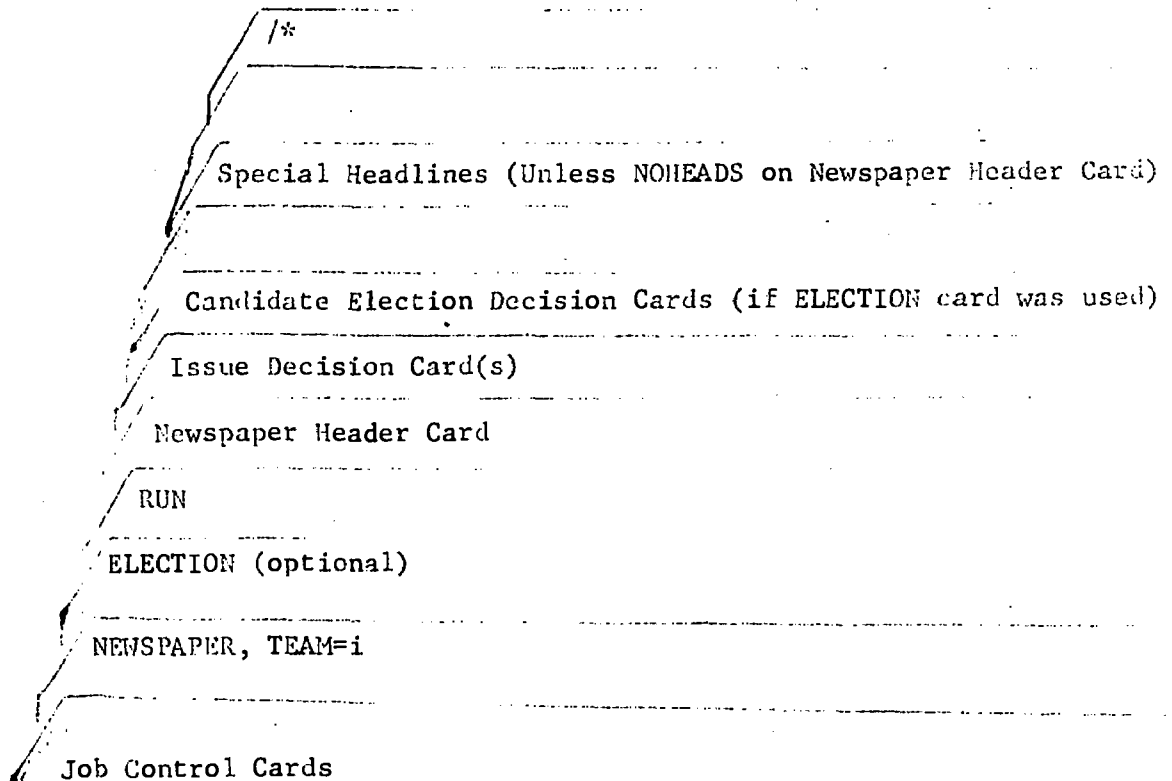 /*
Special Headlines (Unless NOHEADS on Newspaper Header Card)
Candidate Election Decision Cards (if ELECTION card was used)
Issue Decision Card(s)
Newspaper Header Card
RUN
ELECTION (optional)
NEWSPAPER, TEAM=i
Job Control Cards